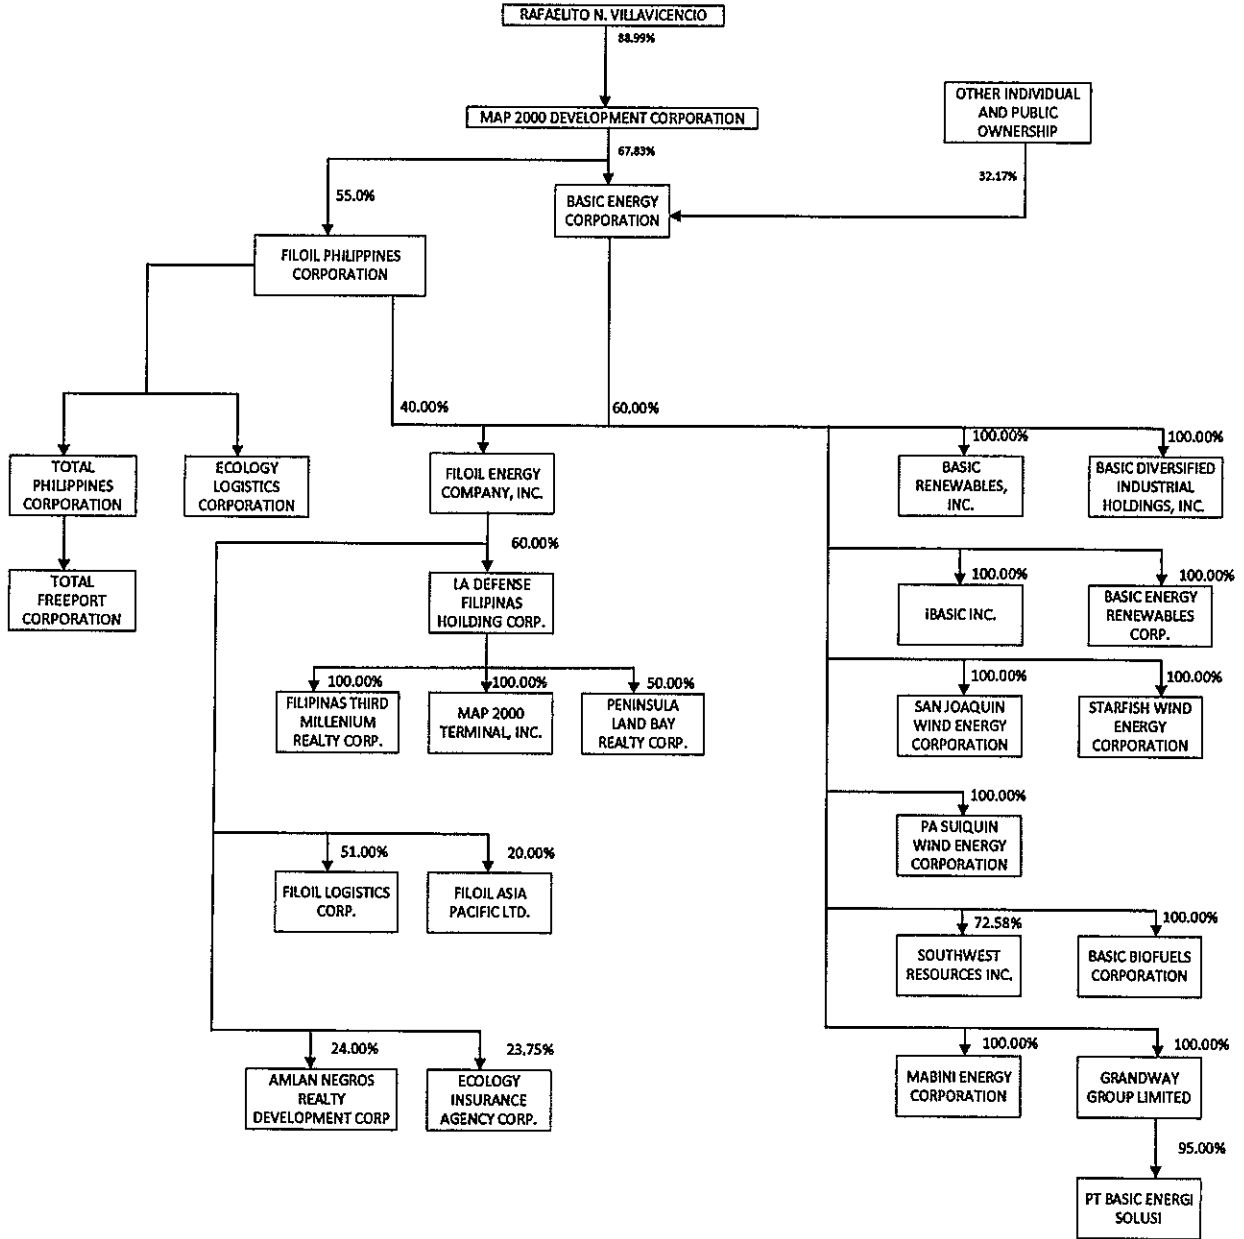 RAFAELITO N. VILLAVICENCIO
88.99%
MAP 2000 DEVELOPMENT CORPORATION
OTHER INDIVIDUAL
AND PUBLIC
OWNERSHIP
67.83%
32.17%
55.0%
BASIC ENERGY
CORPORATION
FILOIL PHILIPPINES
CORPORATION
40.00%
60.00%
TOTAL
PHILIPPINES
CORPORATION
ECOLOGY
LOGISTICS
CORPORATION
FILOIL ENERGY
COMPANY, INC.
100.00%
BASIC
RENEWABLES,
INC.
100.00%
BASIC DIVERSIFIED
INDUSTRIAL
HOLDINGS, INC.
TOTAL
FREEPORT
CORPORATION
60.00%
LA DEFENSE
FILIPINAS
HOILDING CORP.
100.00%
iBASIC INC.
100.00%
BASIC ENERGY
RENEWABLES
CORP.
100.00%
FILIPINAS THIRD
MILLENIUM
REALTY CORP.
100.00%
MAP 2000
TERMINAL, INC.
50.00%
PENINSULA
LAND BAY
REALTY CORP.
100.00%
SAN JOAQUIN
WIND ENERGY
CORPORATION
100.00%
STARFISH WIND
ENERGY
CORPORATION
100.00%
PA SUIQUIN
WIND ENERGY
CORPORATION
51.00%
FILOIL LOGISTICS
CORP.
20.00%
FILOIL ASIA
PACIFIC LTD.
72.58%
SOUTHWEST
RESOURCES INC.
100.00%
BASIC BIOFUELS
CORPORATION
24.00%
AMLAN NEGROS
REALTY
DEVELOPMENT CORP
23.75%
ECOLOGY
INSURANCE
AGENCY CORP.
100.00%
MABINI ENERGY
CORPORATION
100.00%
GRANDWAY
GROUP LIMITED
95.00%
PT BASIC ENERGI
SOLUSI